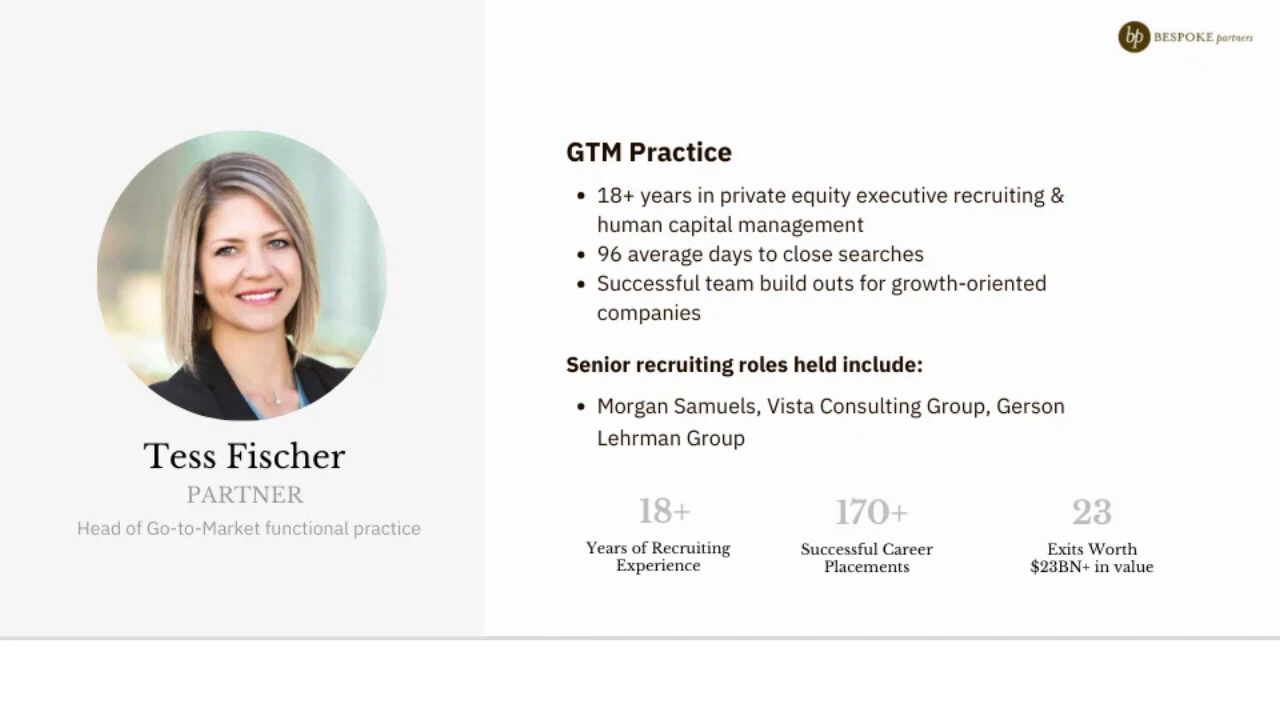 bp BESPOKE partners
Tess Fischer
PARTNER
Head of Go-to-Market functional practice
GTM Practice
• 18+ years in private equity executive recruiting &
human capital management
• 96 average days to close searches
• Successful team build outs for growth-oriented
companies
Senior recruiting roles held include:
• Morgan Samuels, Vista Consulting Group, Gerson
Lehrman Group
18+
Years of Recruiting
Experience
170+
Successful Career
Placements
23
Exits Worth
$23BN+ in value